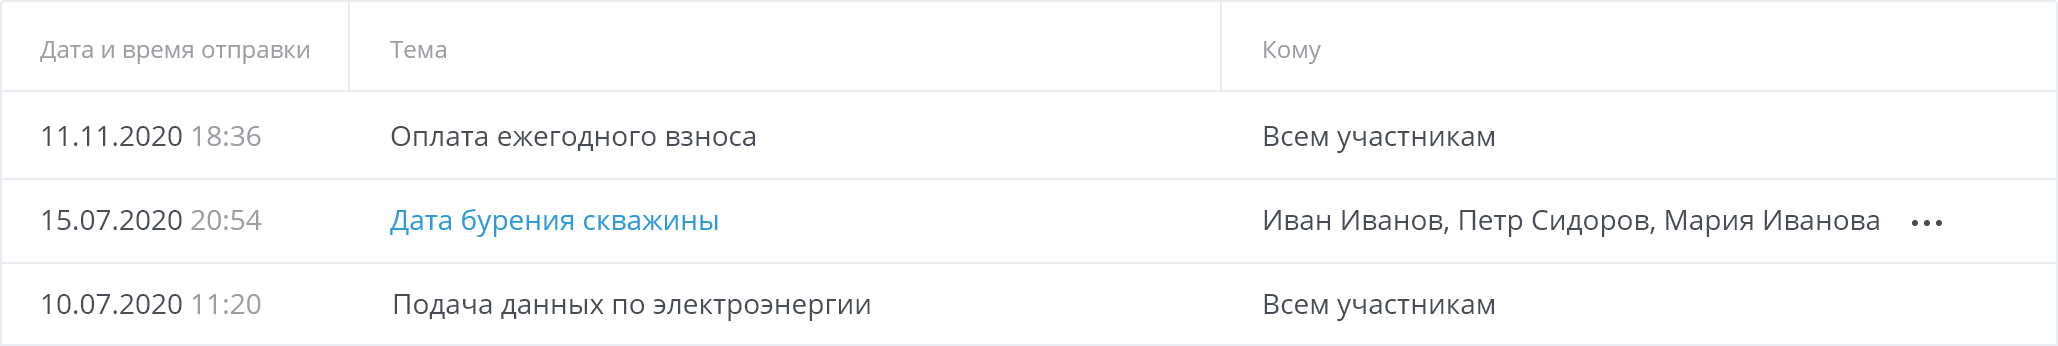 Дата и время отправки Тема Кому
11.11.2020 18:36 Оплата ежегодного взноса Всем участникам
15.07.2020 20:54 Дата бурения скважины Иван Иванов, Петр Сидоров, Мария Иванова •••
10.07.2020 11:20 Подача данных по электроэнергии Всем участникам